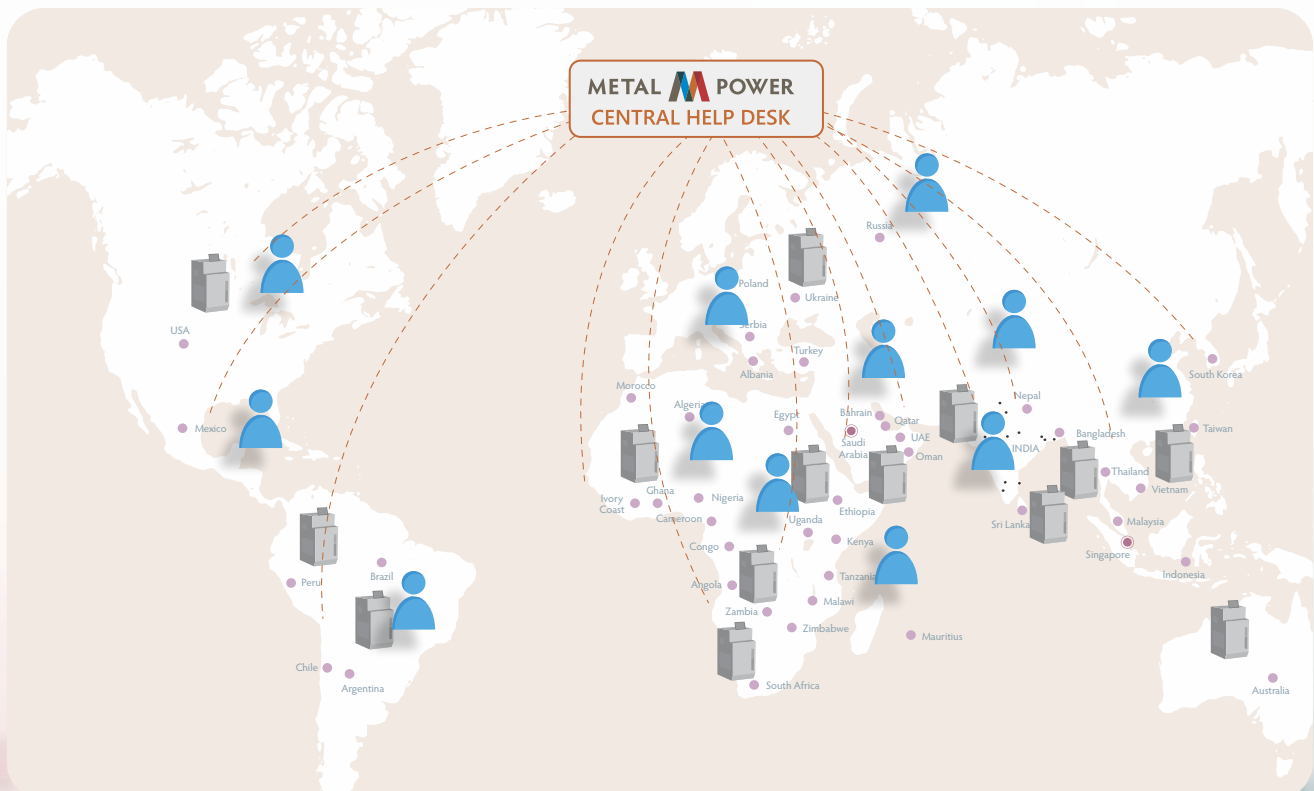 METAL POWER
CENTRAL HELP DESK
Russia
Poland
Ukraine
USA
Serbia
Turkey
Albania
South Korea
Morocco
Nepal
Algeria
Egypt
Bahrain
Qatar
Mexico
Taiwan
UAE
Bangladesh
Saudi
Arabia
INDIA
Oman
Thailand
Ghana
Vietnam
Ivory
Coast
Nigeria
Ethiopia
Cameroon
Uganda
Sri Lanka
Malaysia
Congo
Kenya
Singapore
Indonesia
Brazil
Peru
Angola
Tanzania
Malawi
Zambia
Zimbabwe
Mauritius
Chile
South Africa
Argentina
Australia